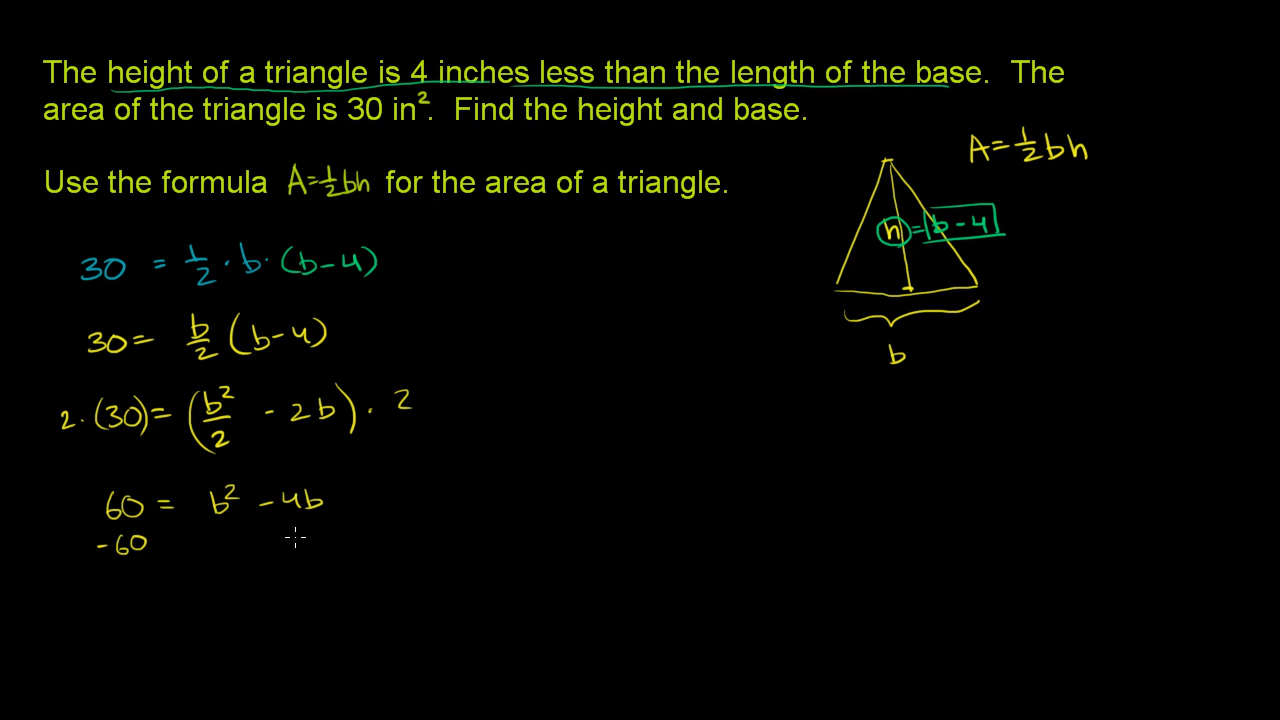 The height of a triangle is 4 inches less than the length of the base. The
area of the triangle is 30 in². Find the height and base.
A=½bh
Use the formula A=½bh for the area of a triangle.
h = b-4
30 = ½ · b · (b-4)
30 = b/2 (b-4)
b
2 · (30) = (b²/2 - 2b) · 2
60 = b² - 4b
-60